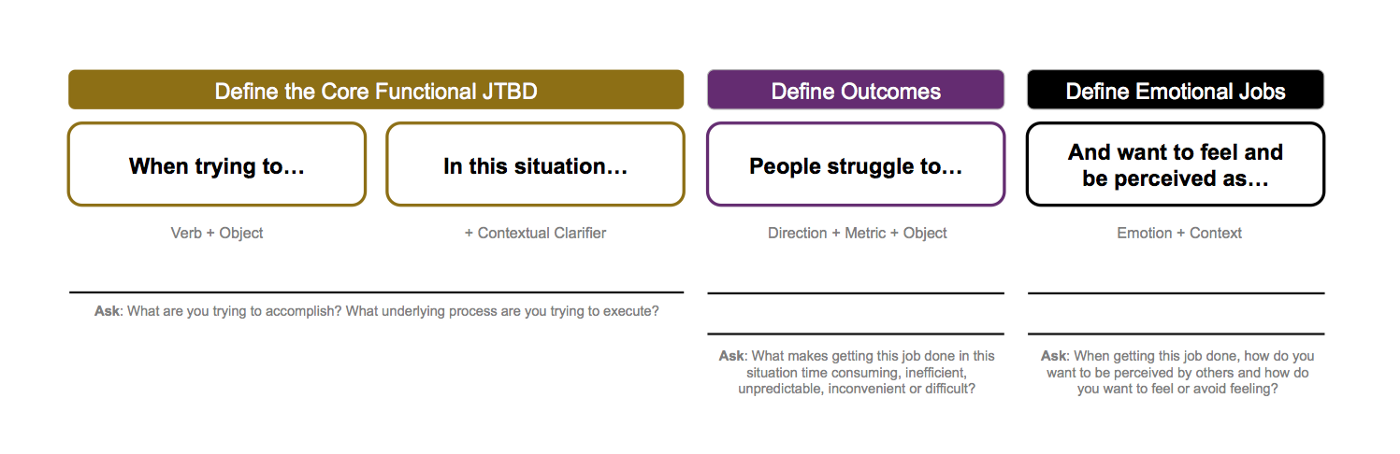 Define the Core Functional JTBD
Define Outcomes
Define Emotional Jobs
When trying to…
In this situation…
People struggle to…
And want to feel and
be perceived as…
Verb + Object
+ Contextual Clarifier
Direction + Metric + Object
Emotion + Context
Ask: What are you trying to accomplish? What underlying process are you trying to execute?
Ask: What makes getting this job done in this
situation time consuming, inefficient,
unpredictable, inconvenient or difficult?
Ask: When getting this job done, how do you
want to be perceived by others and how do
you want to feel or avoid feeling?